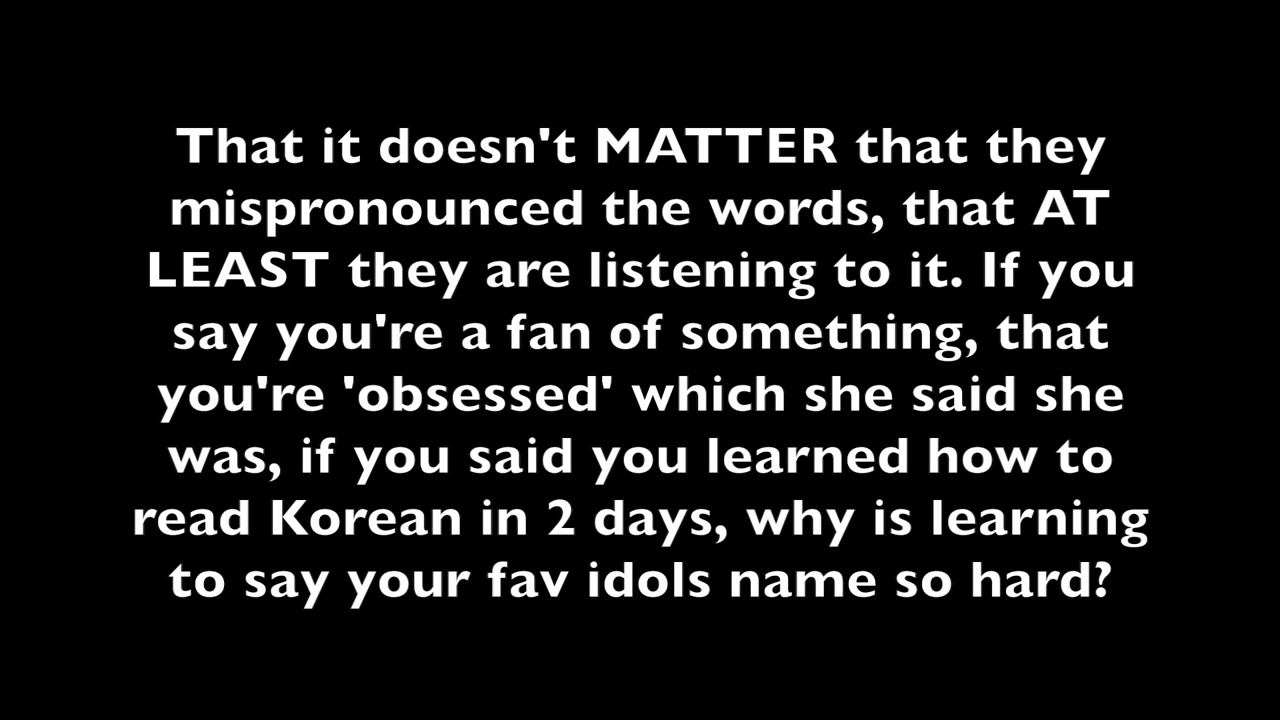 That it doesn't MATTER that they
mispronounced the words, that AT
LEAST they are listening to it. If you
say you're a fan of something, that
you're 'obsessed' which she said she
was, if you said you learned how to
read Korean in 2 days, why is learning
to say your fav idols name so hard?